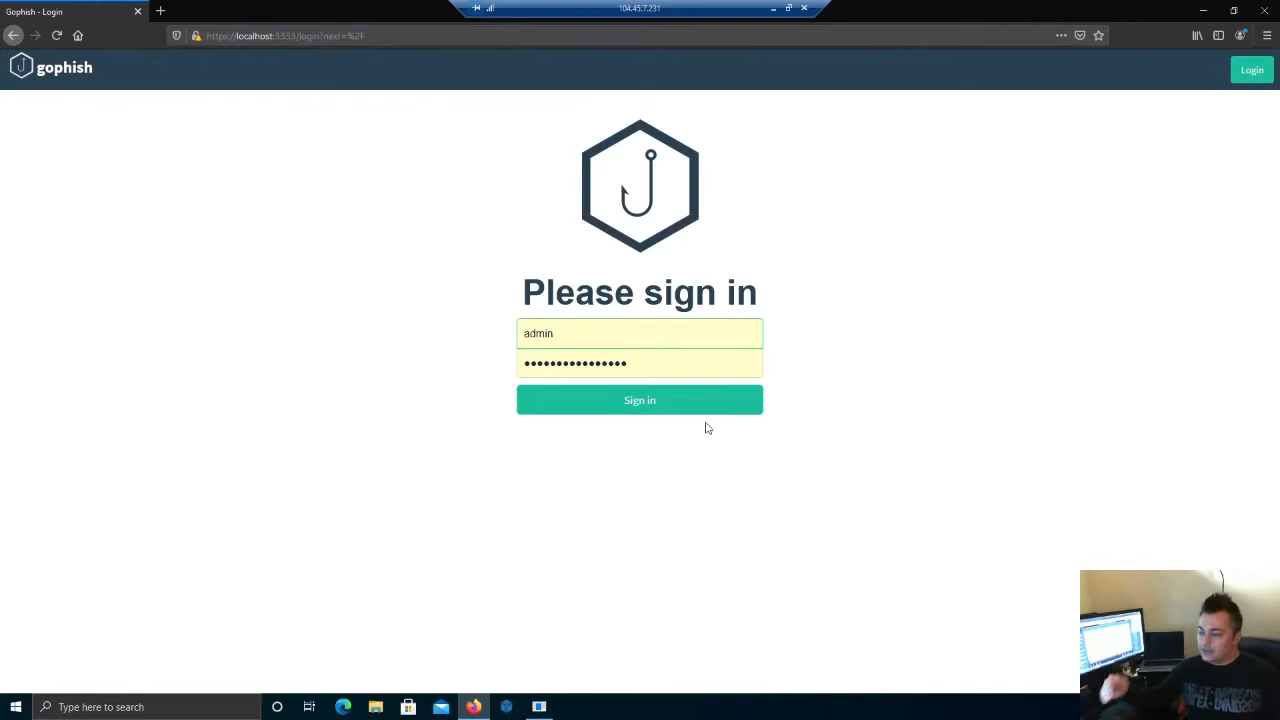 Gophish - Login
104.45.7.231
https://localhost:3333/login?next=%2F
gophish
Login
Please sign in
admin
Sign in
Type here to search